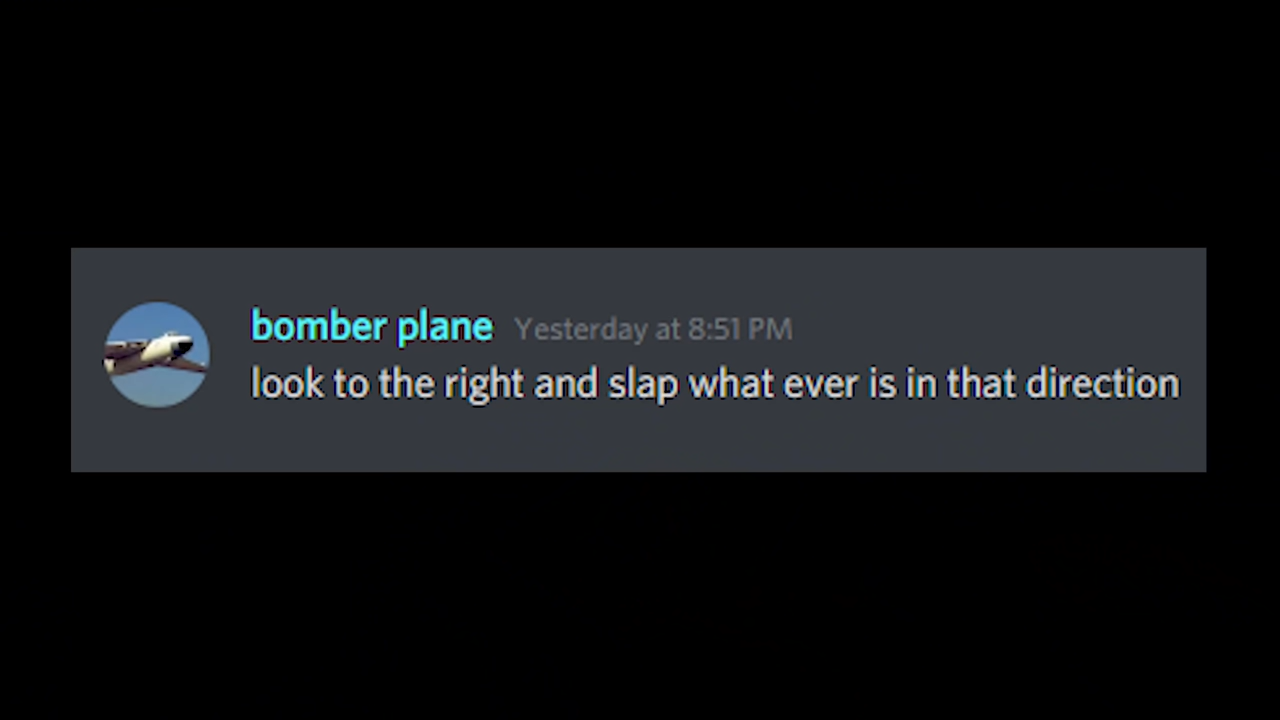 bomber plane Yesterday at 8:51 PM
look to the right and slap what ever is in that direction